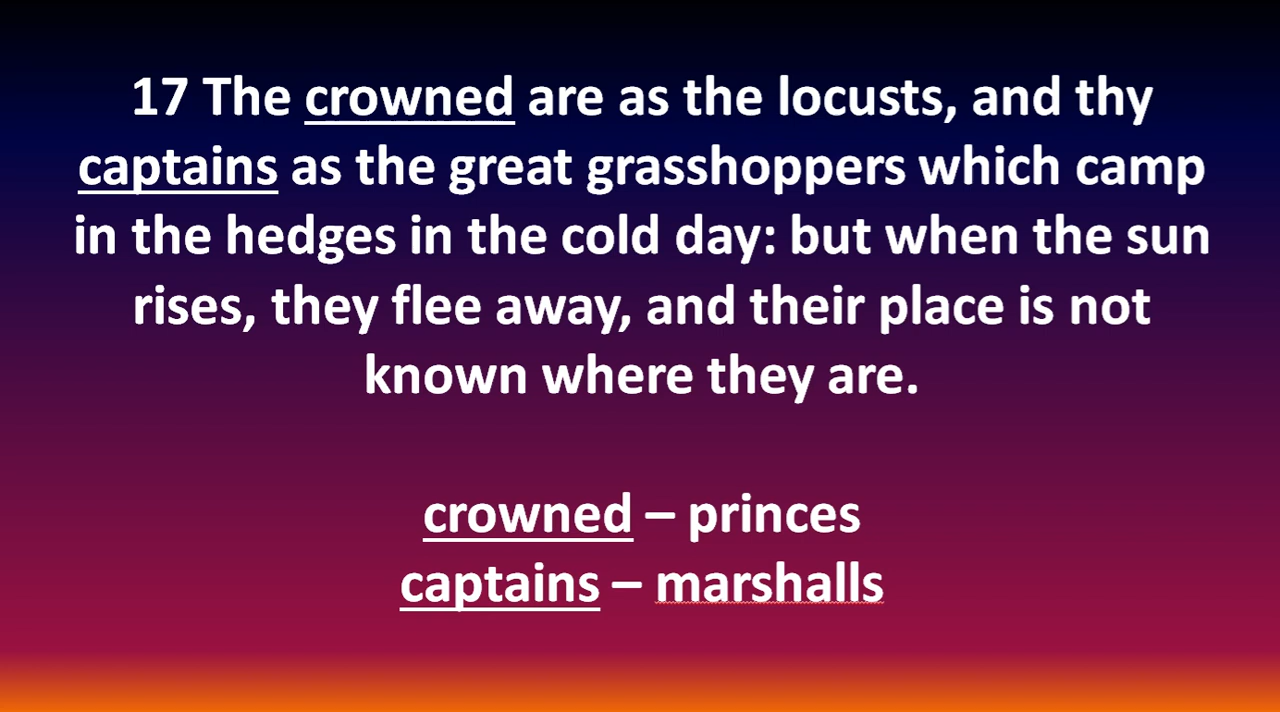 17 The crowned are as the locusts, and thy
captains as the great grasshoppers which camp
in the hedges in the cold day: but when the sun
rises, they flee away, and their place is not
known where they are.
crowned – princes
captains – marshalls